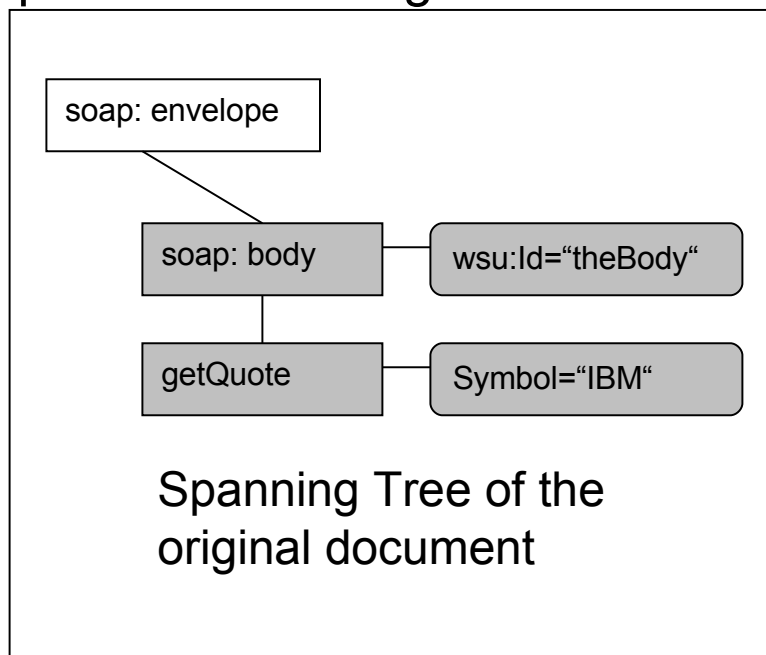 soap: envelope
soap: body
wsu:Id=“theBody“
getQuote
Symbol=“IBM“
Spanning Tree of the
original document